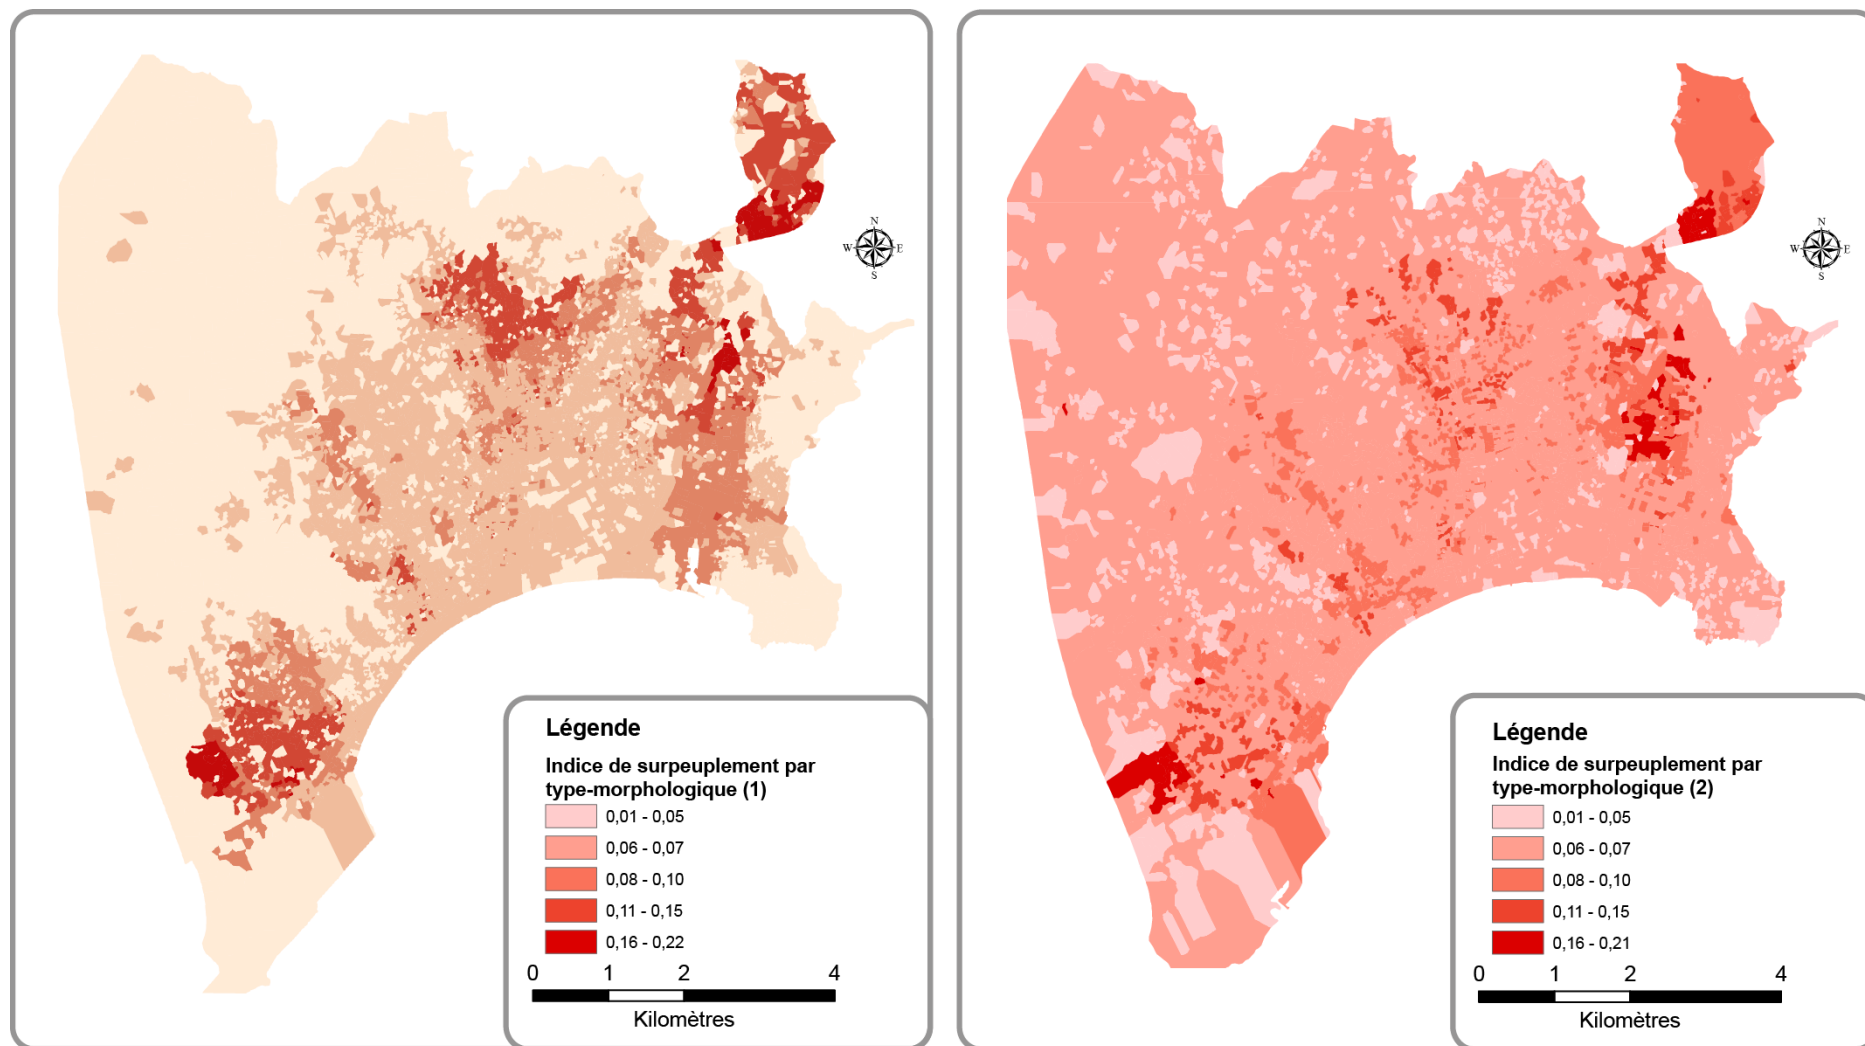 N
W E
S
Légende
Indice de surpeuplement par
type-morphologique (1)
0,01 - 0,05
0,06 - 0,07
0,08 - 0,10
0,11 - 0,15
0,16 - 0,22
0 1 2 4
Kilomètres
N
W E
S
Légende
Indice de surpeuplement par
type-morphologique (2)
0,01 - 0,05
0,06 - 0,07
0,08 - 0,10
0,11 - 0,15
0,16 - 0,21
0 1 2 4
Kilomètres